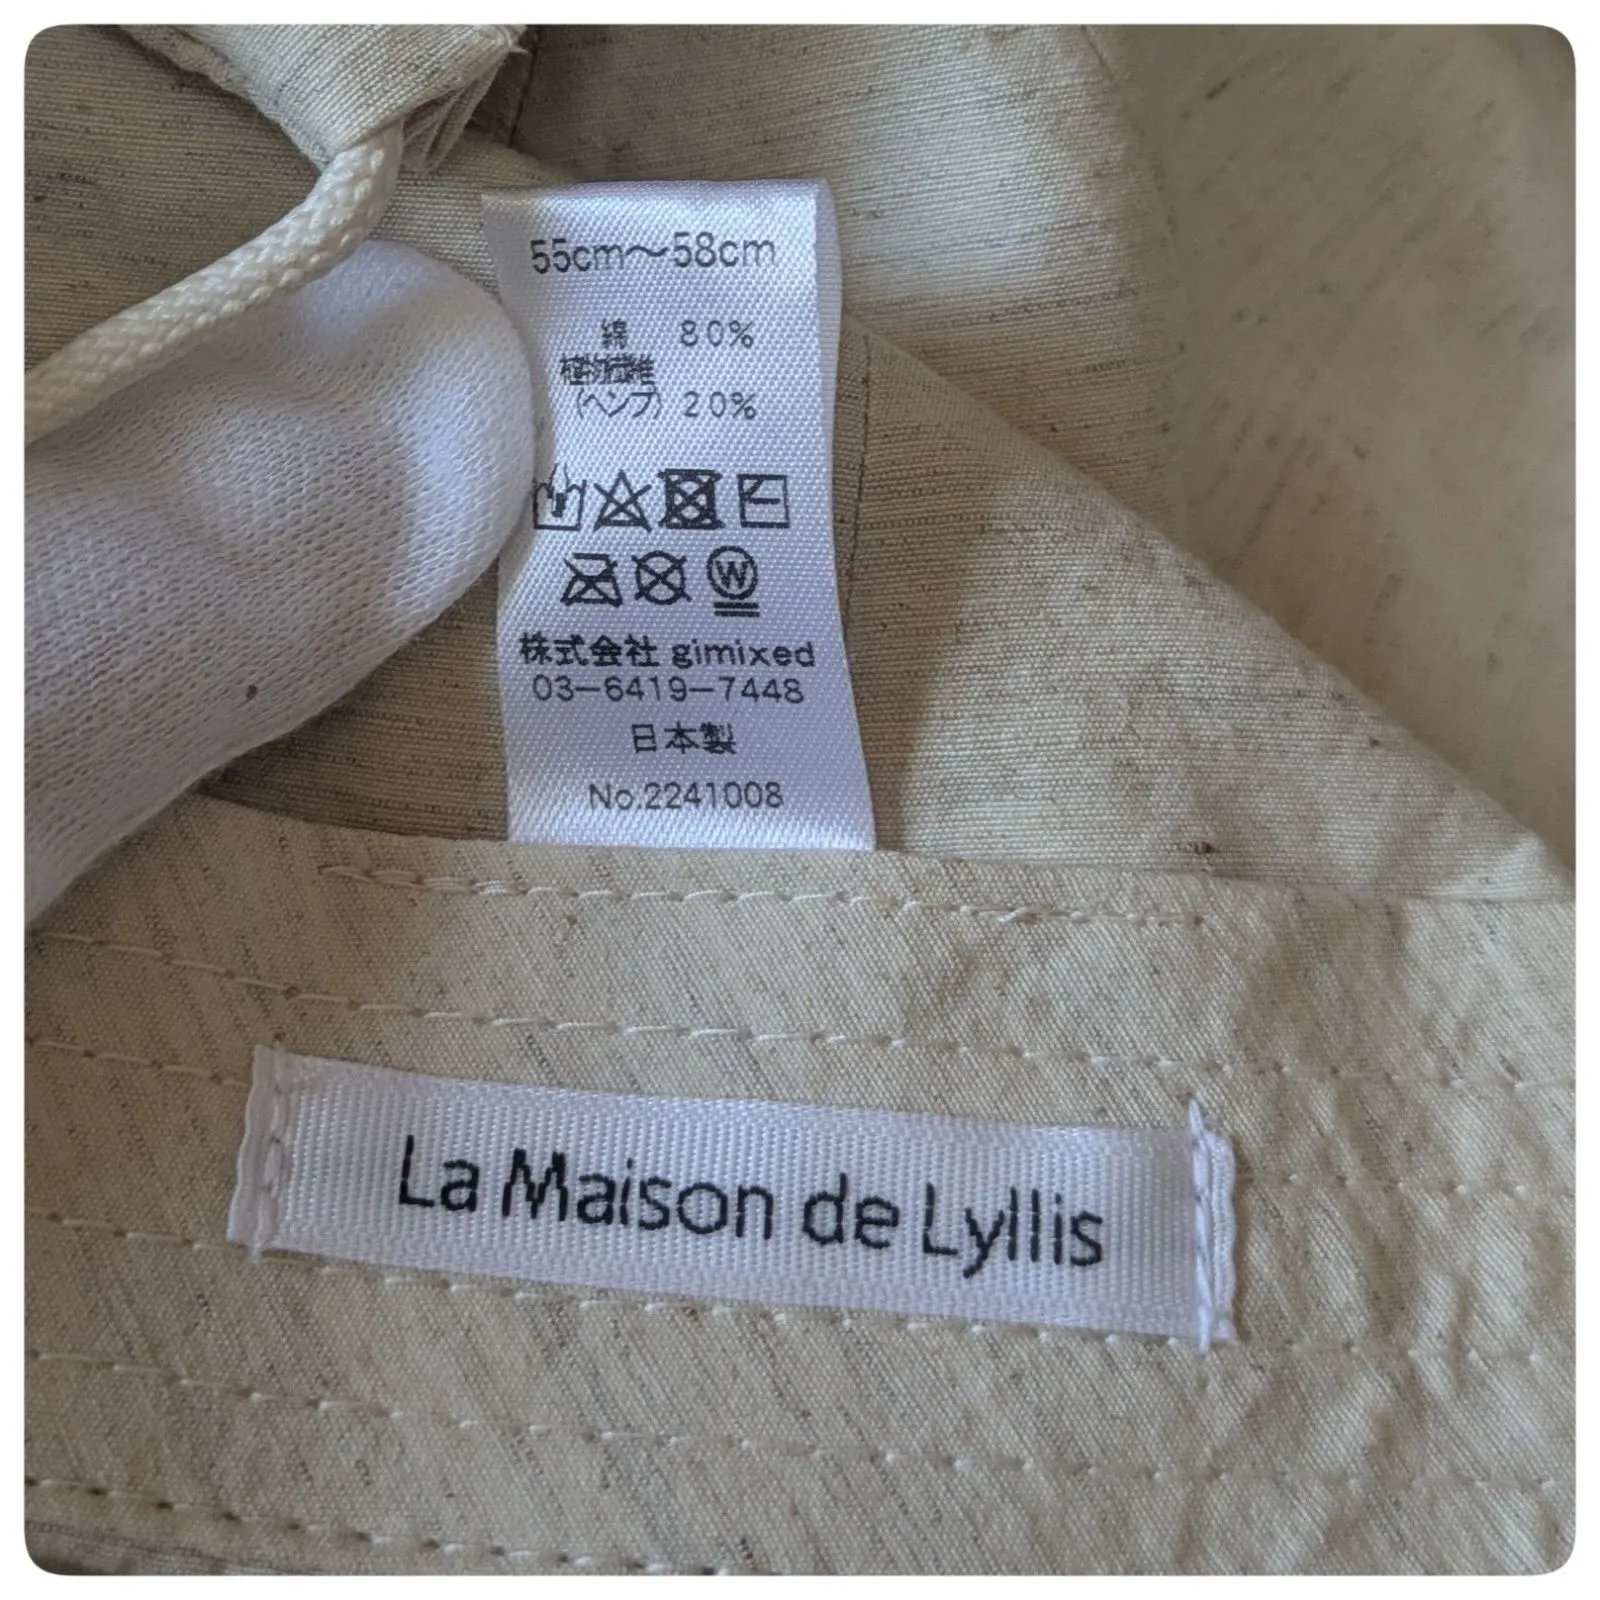 55cm～58cm
綿 80%
植物繊維
(ヘンプ) 20%
W
株式会社 gimixed
03-6419-7448
日本製
No.2241008
La Maison de Lyllis